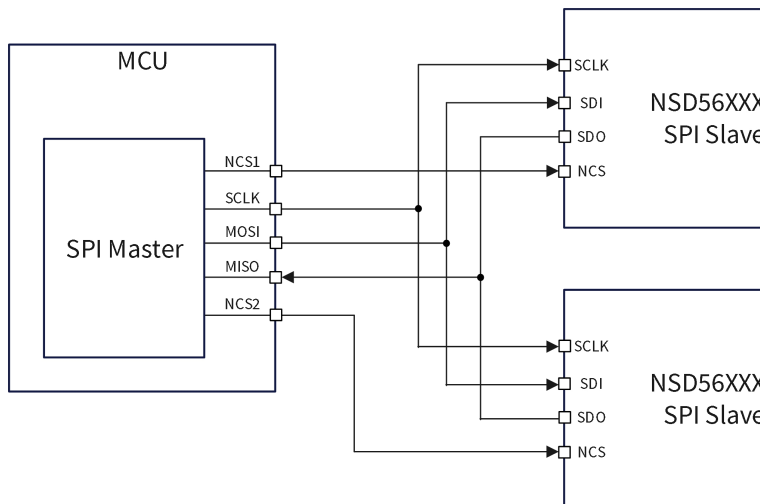 MCU
SPI Master
NCS1
SCLK
MOSI
MISO
NCS2
SCLK
SDI
SDO
NCS
NSD56XXX
SPI Slave
SCLK
SDI
SDO
NCS
NSD56XXX
SPI Slave